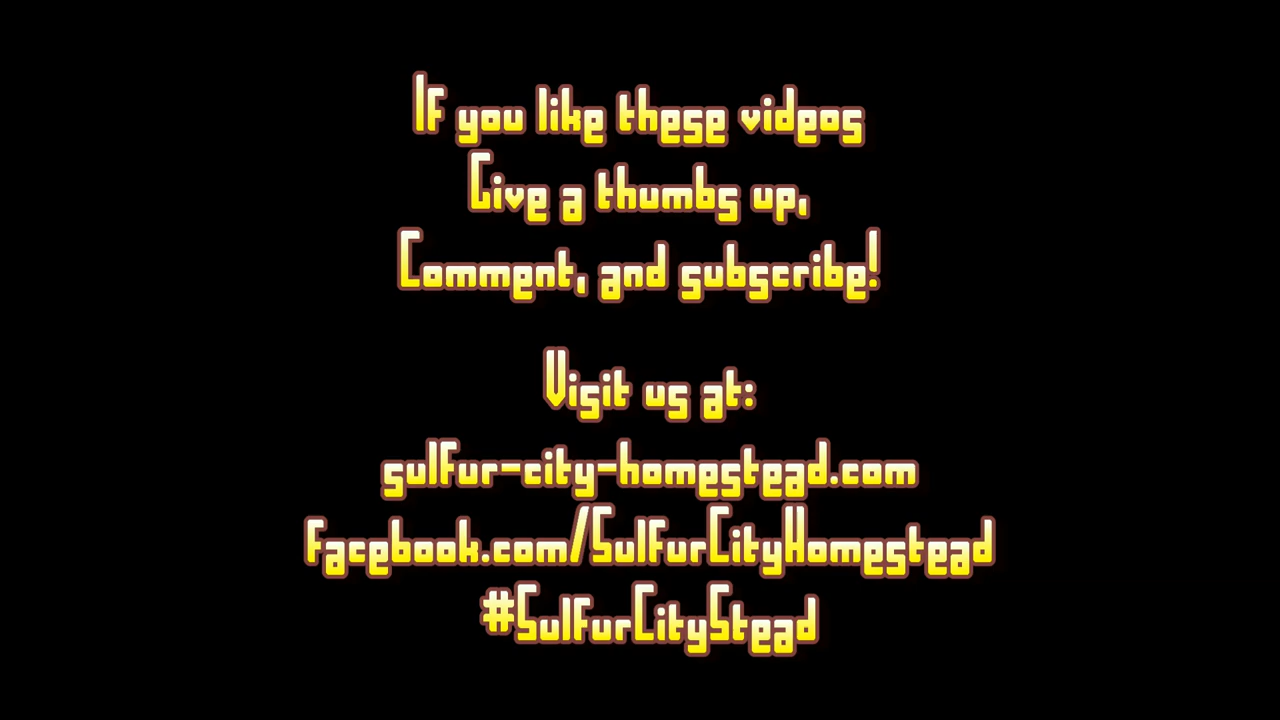 If you like these videos
Give a thumbs up,
Comment, and subscribe!
Visit us at:
sulfur-city-homestead.com
facebook.com/SulfurCityHomestead
#SulfurCityStead